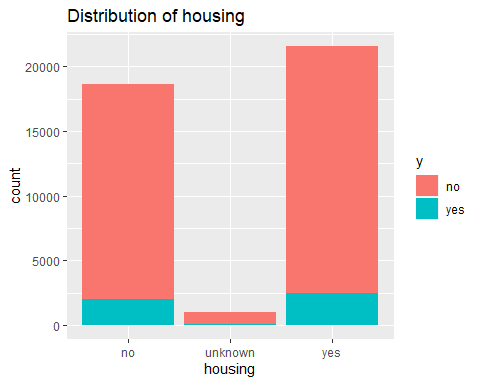 Distribution of housing
20000
15000
10000
5000
0
count
no
unknown
yes
housing
y
no
yes